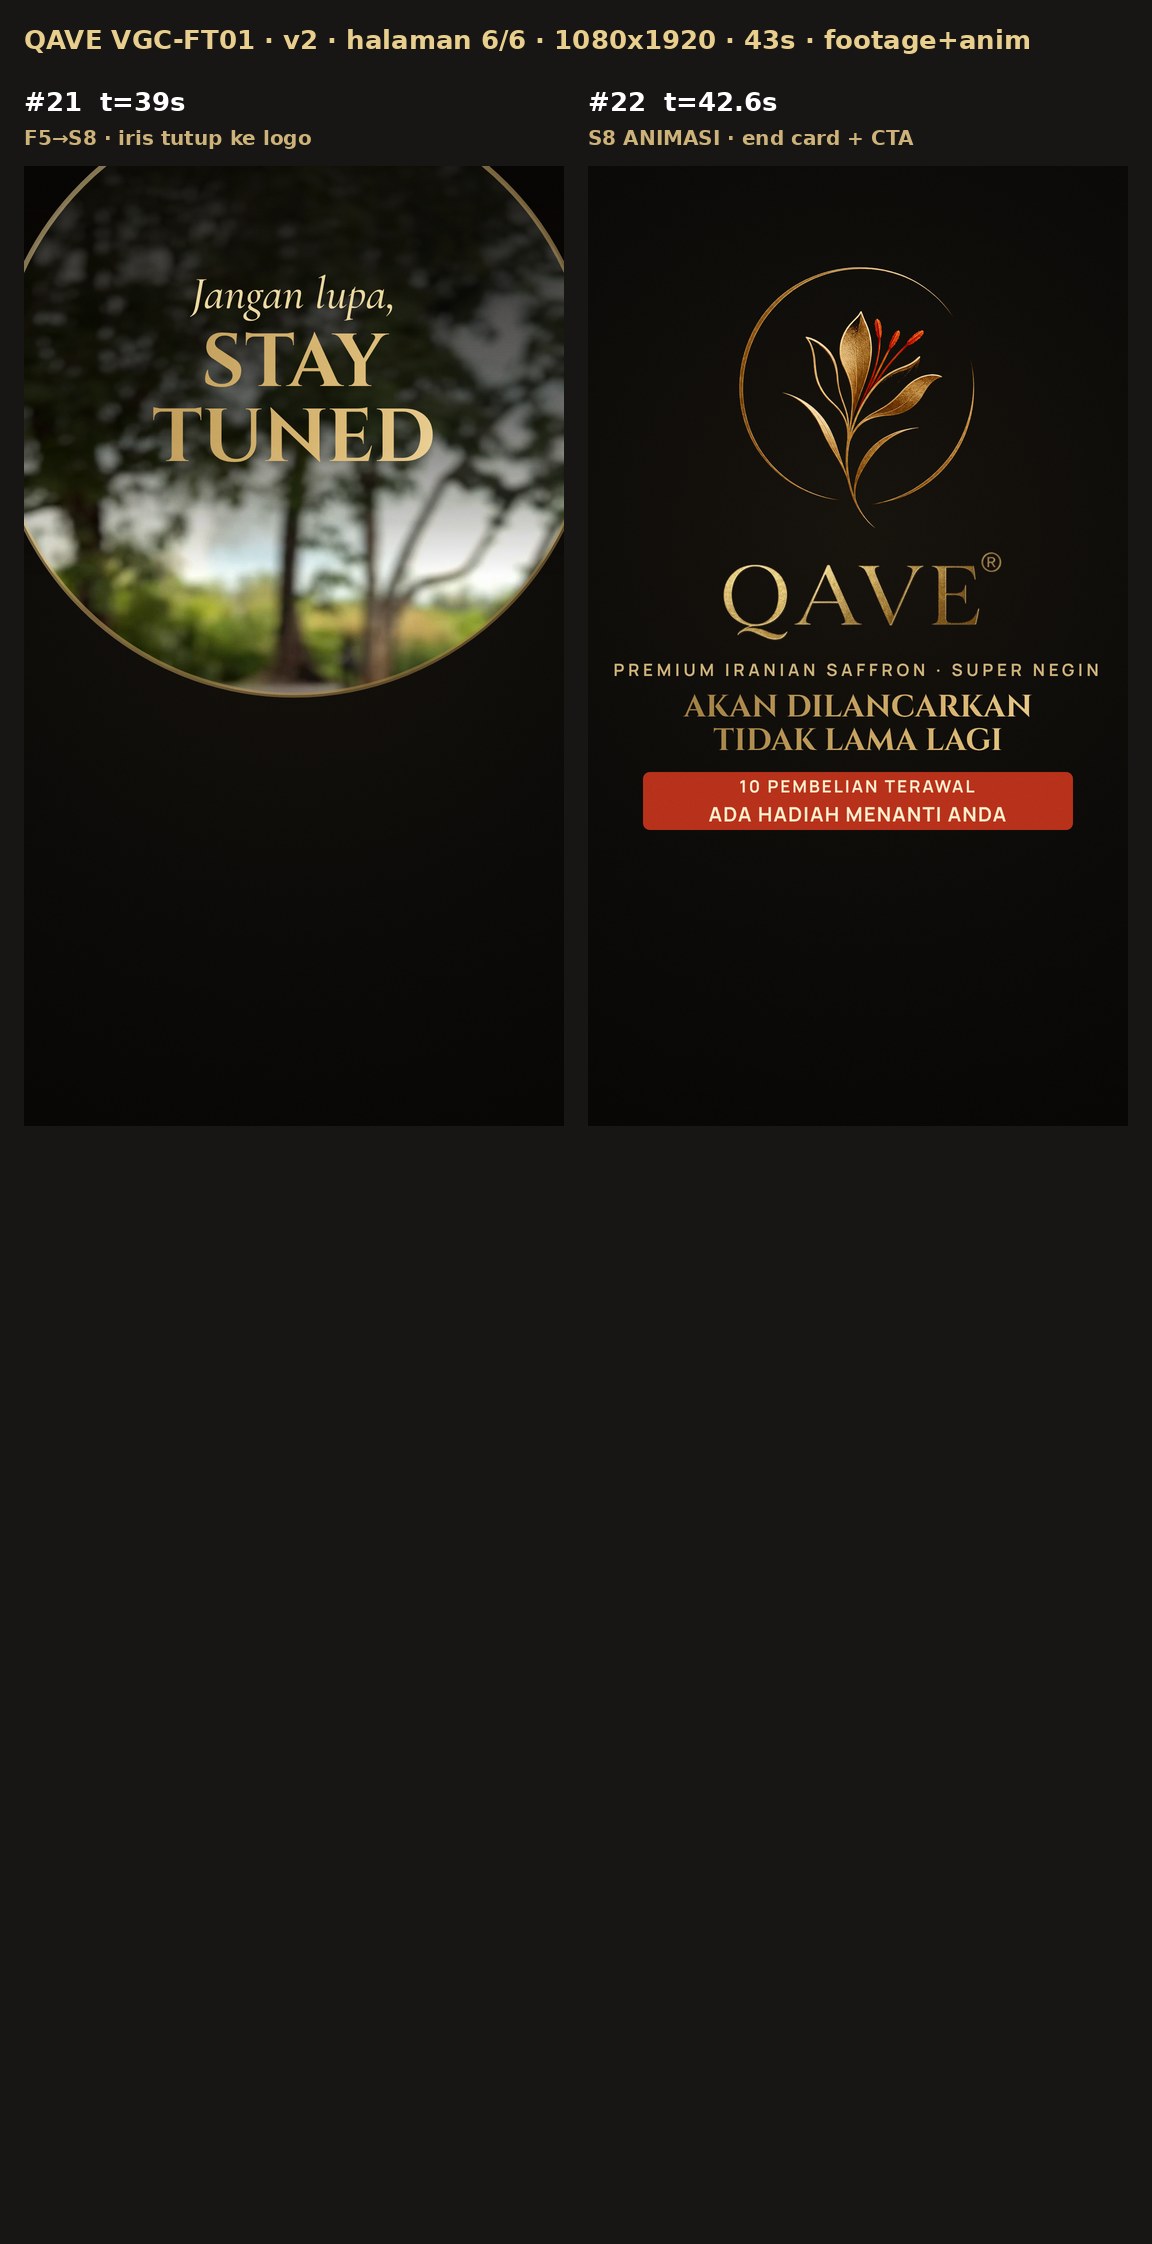 QAVE VGC-FT01 · v2 · halaman 6/6 · 1080x1920 · 43s · footage+anim
#21 t=39s
F5→S8 · iris tutup ke logo
Jangan lupa,
STAY
TUNED
#22 t=42.6s
S8 ANIMASI · end card + CTA
QAVE®
PREMIUM IRANIAN SAFFRON · SUPER NEGIN
AKAN DILANCARKAN
TIDAK LAMA LAGI
10 PEMBELIAN TERAWAL
ADA HADIAH MENANTI ANDA